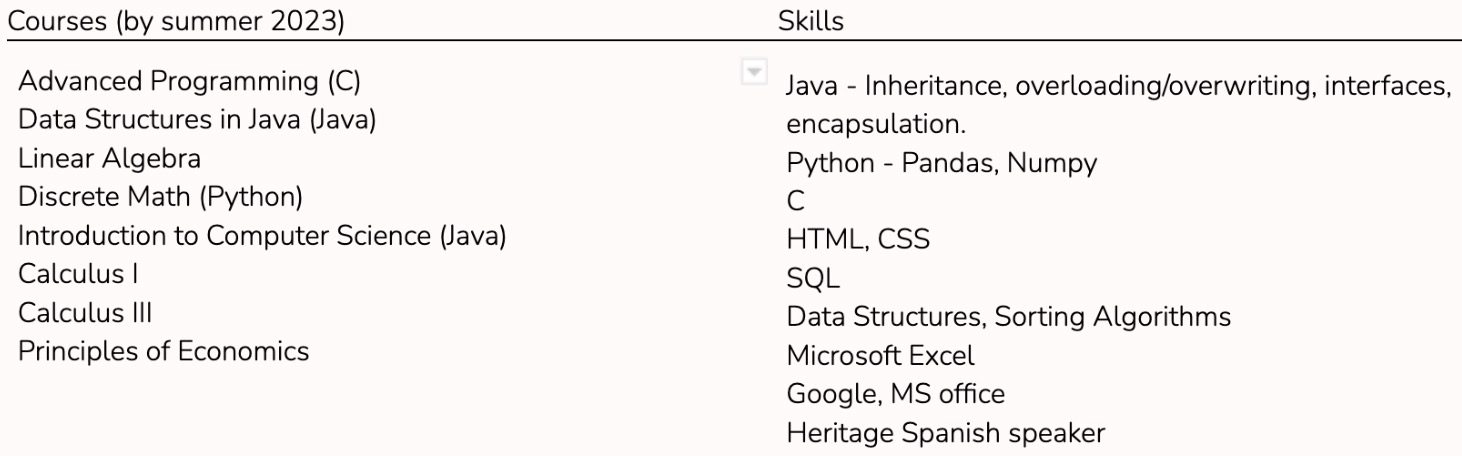 Courses (by summer 2023)
Advanced Programming (C)
Data Structures in Java (Java)
Linear Algebra
Discrete Math (Python)
Introduction to Computer Science (Java)
Calculus I
Calculus III
Principles of Economics
Skills
Java - Inheritance, overloading/overwriting, interfaces,
encapsulation.
Python - Pandas, Numpy
C
HTML, CSS
SQL
Data Structures, Sorting Algorithms
Microsoft Excel
Google, MS office
Heritage Spanish speaker